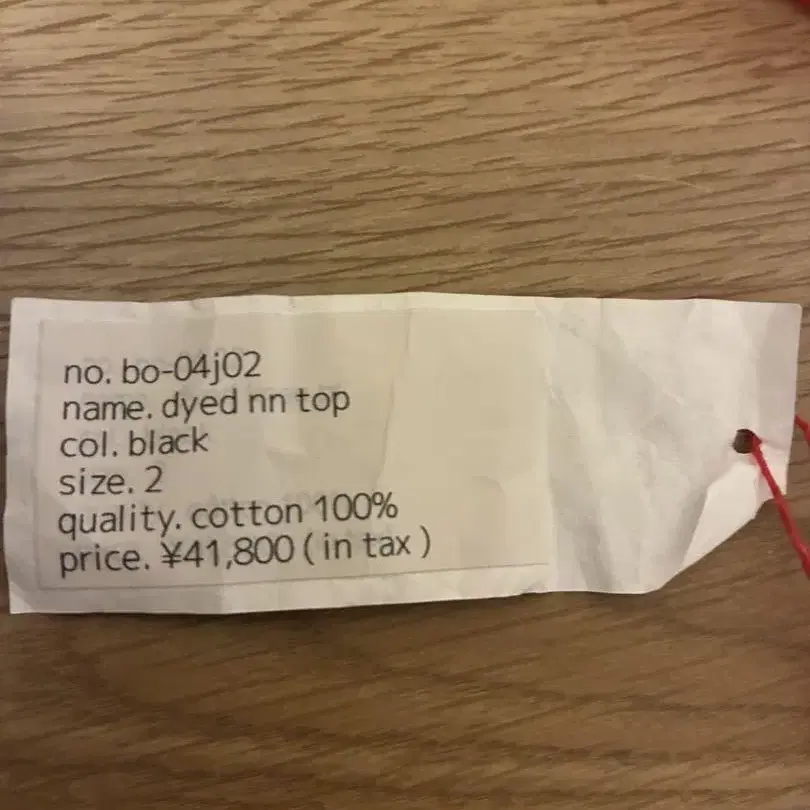 no. bo-04j02
name. dyed nn top
col. black
size. 2
quality. cotton 100%
price. ¥41,800 ( in tax )